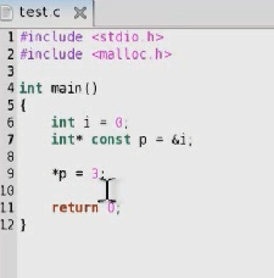 test.c
1 #include <stdio.h>
2 #include <malloc.h>
3
4 int main()
5 {
6     int i = 0;
7     int* const p = &i;
8
9     *p = 3;
10
11     return 0;
12 }